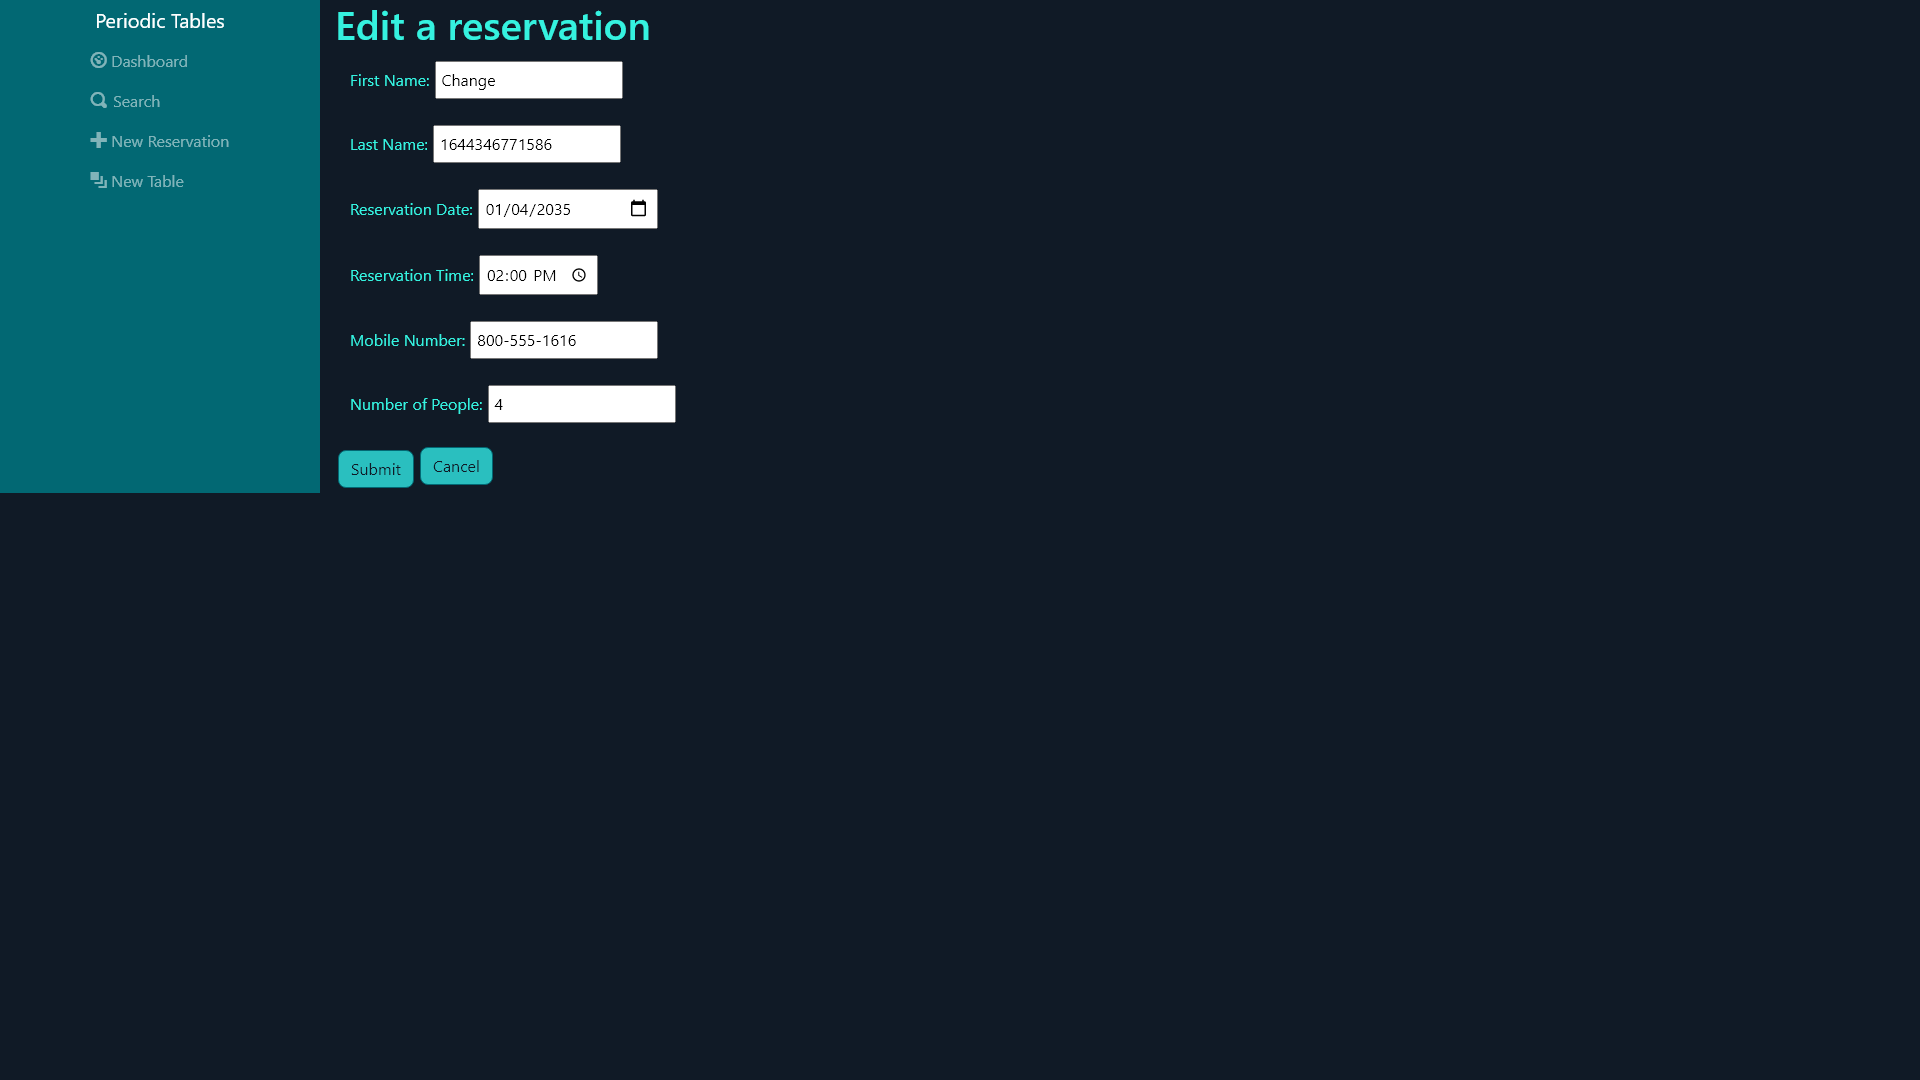 Periodic Tables
Dashboard
Search
New Reservation
New Table
Edit a reservation
First Name: Change
Last Name: 1644346771586
Reservation Date: 01/04/2035
Reservation Time: 02:00 PM
Mobile Number: 800-555-1616
Number of People: 4
Submit Cancel